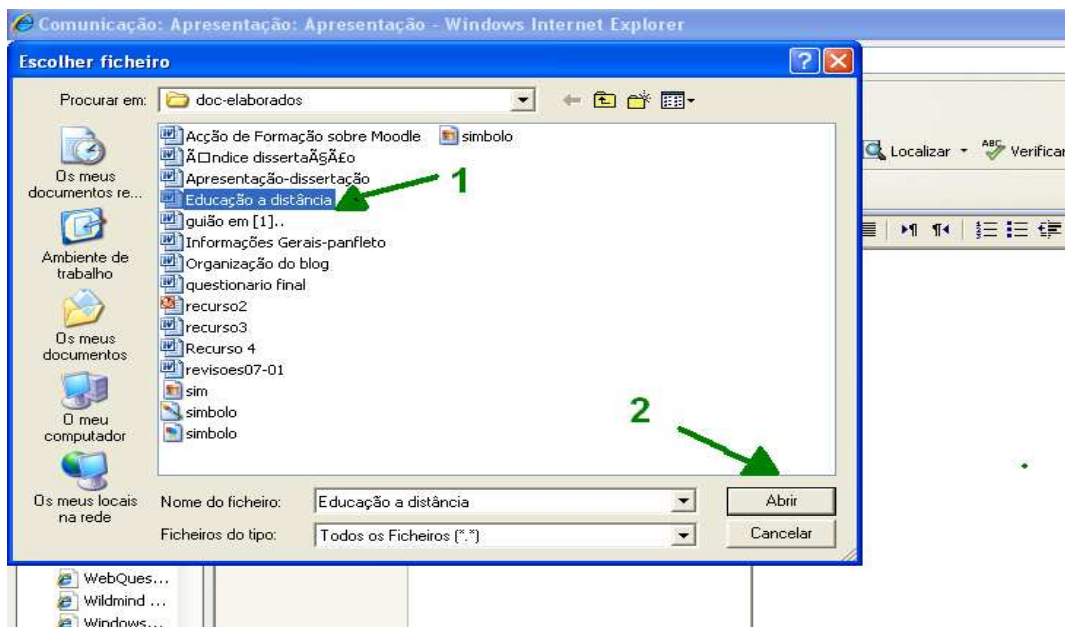 Comunicação: Apresentação: Apresentação - Windows Internet Explorer
Escolher ficheiro
Procurar em: doc-elaborados
Os meus documentos re...
Ambiente de trabalho
Os meus documentos
O meu computador
Os meus locais na rede
Acção de Formação sobre Moodle simbolo
Ã□ndice dissertaÃ§Ã£o
Apresentação-dissertação
Educação a distância 1
guião em [1]..
Informações Gerais-panfleto
Organização do blog
questionario final
recurso2
recurso3
Recurso 4
revisoes07-01
sim
simbolo
simbolo
2
Nome do ficheiro: Educação a distância Abrir
Ficheiros do tipo: Todos os Ficheiros (*.*) Cancelar
Localizar ABC Verificar
WebQues...
Wildmind ...
Windows...